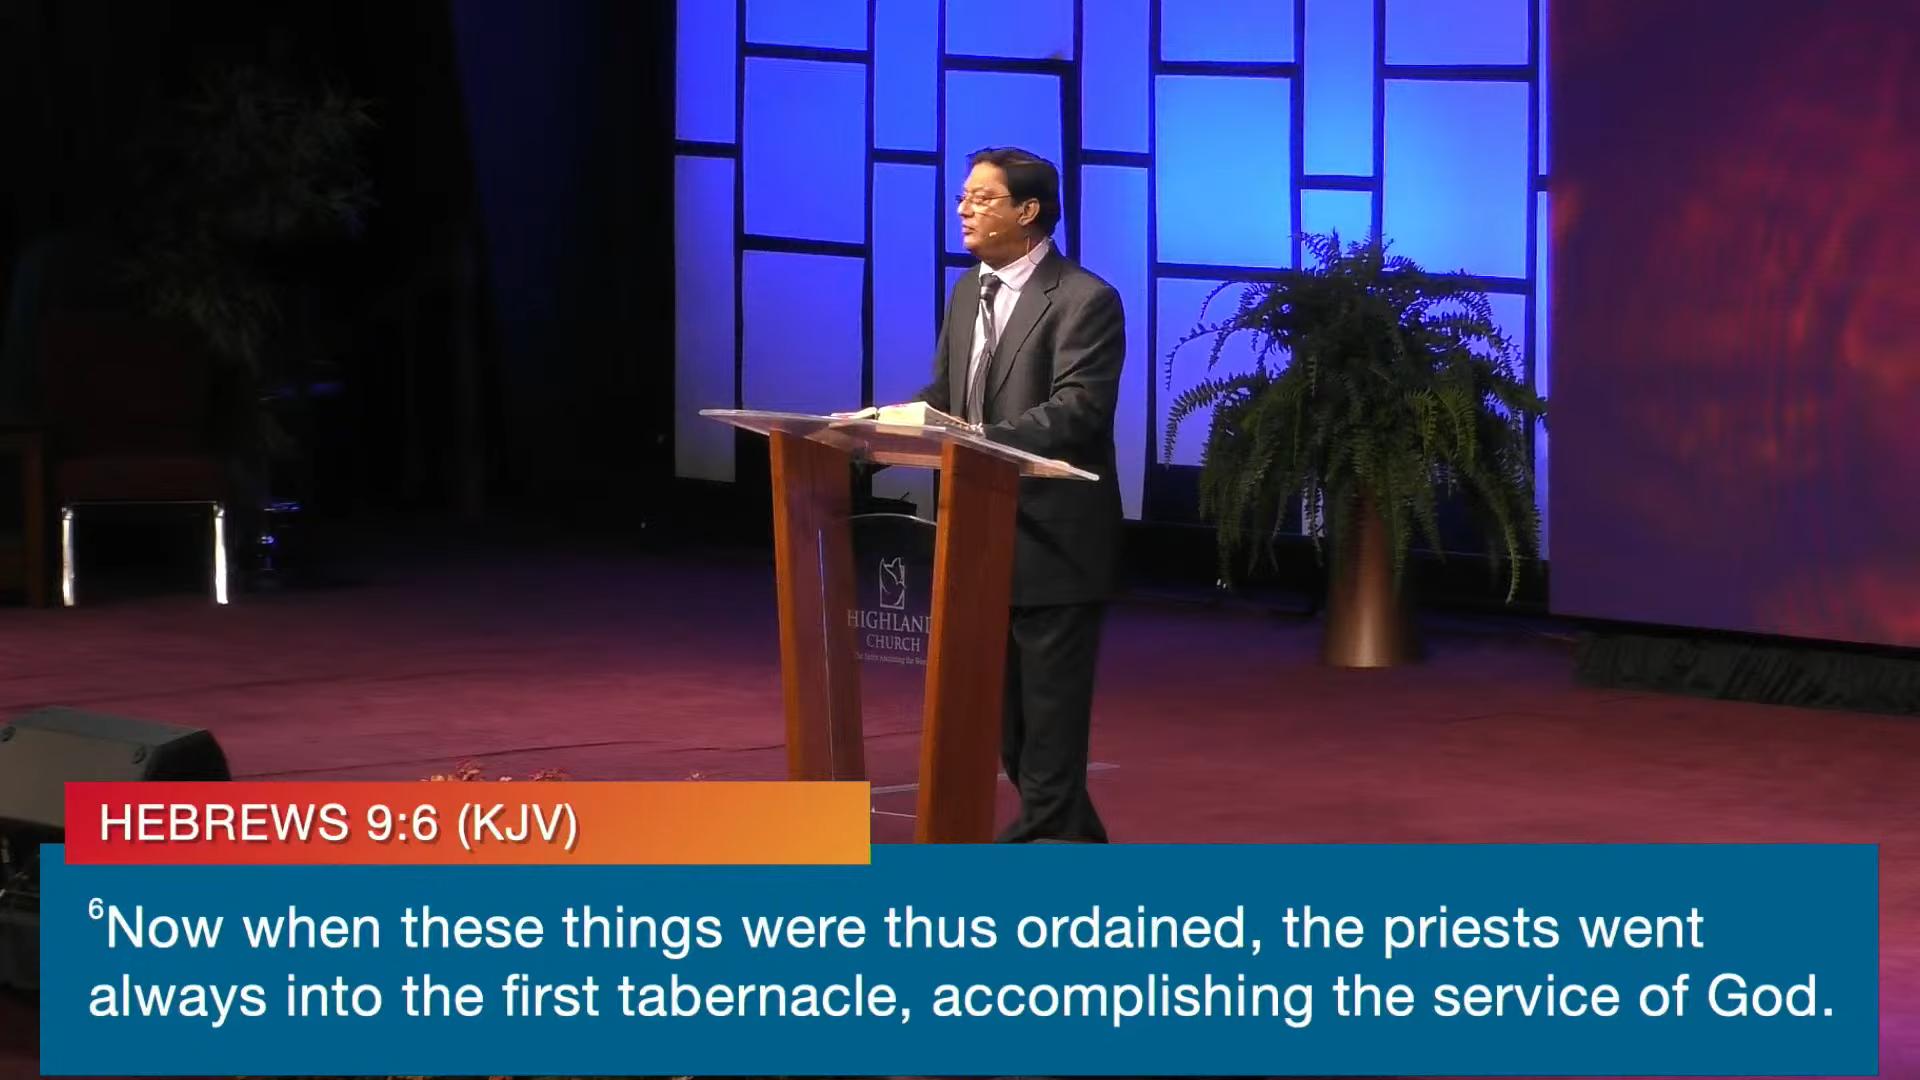 HIGHLAND
CHURCH
HEBREWS 9:6 (KJV)
⁶Now when these things were thus ordained, the priests went
always into the first tabernacle, accomplishing the service of God.